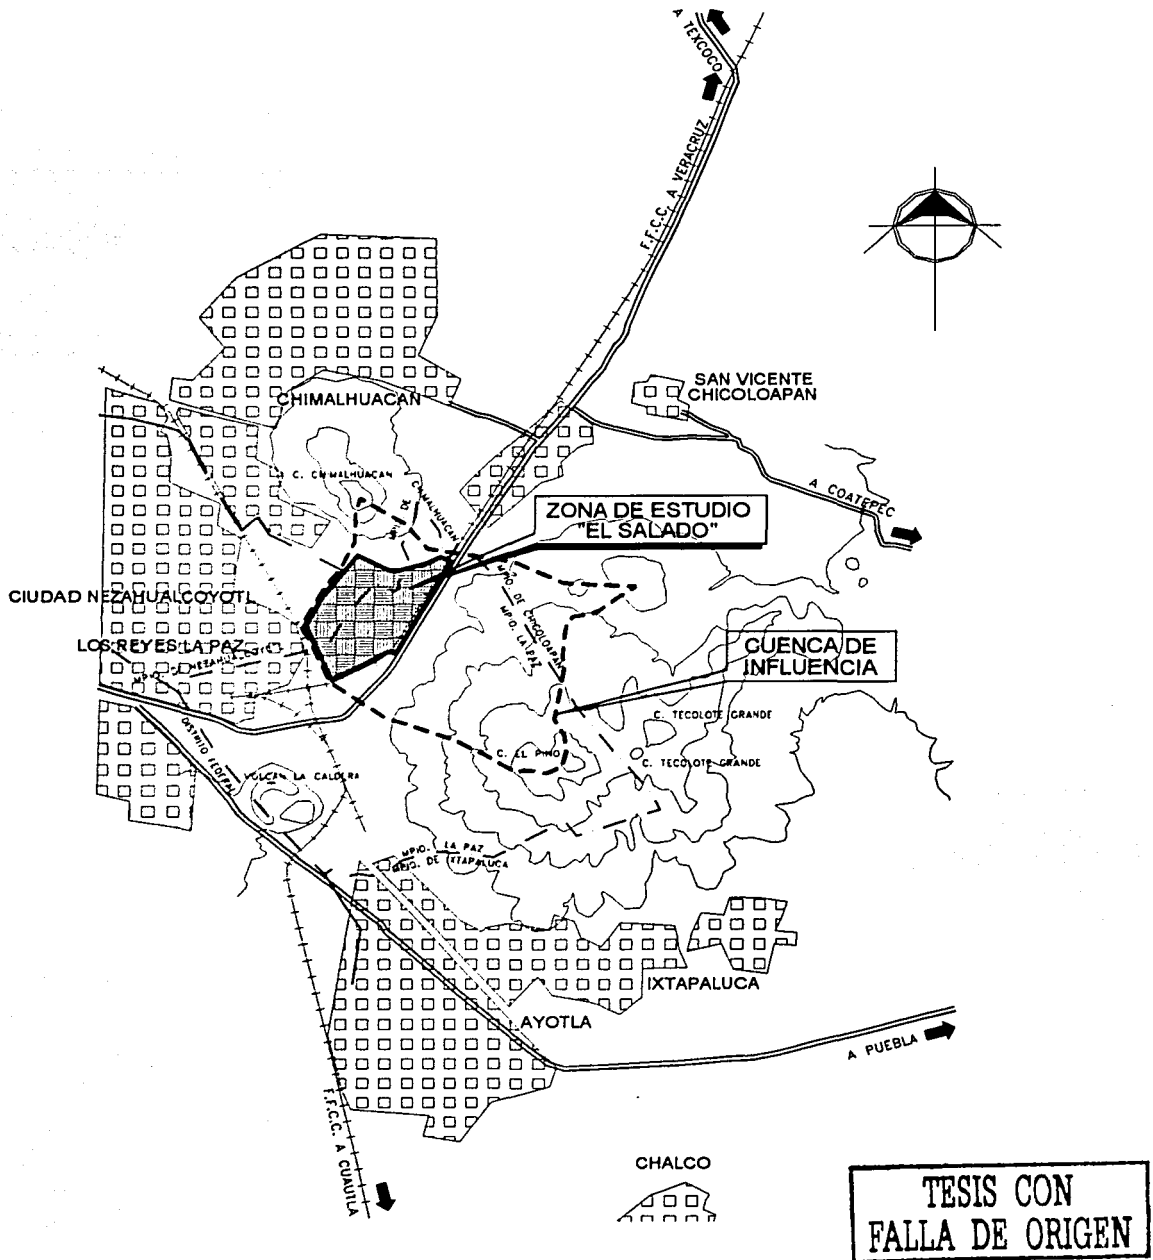 A TEXCOCO
F.F.C.C. A VERACRUZ
SAN VICENTE
CHICOLOAPAN
CHIMALHUACAN
C. CHIMALHUACAN
DE CHIMALHUACAN
A COATEPEC
ZONA DE ESTUDIO
"EL SALADO"
CIUDAD NEZAHUALCOYOTL
MPIO. DE CHICOLOAPAN
MPIO. LA PAZ
LOS REYES LA PAZ
CUENCA DE
INFLUENCIA
C. TECOLOTE GRANDE
C. EL PINO
C. TECOLOTE GRANDE
DISTRITO FEDERAL
VOLCAN LA CALDERA
MPIO. LA PAZ
MPIO. DE IXTAPALUCA
IXTAPALUCA
AYOTLA
A PUEBLA
F.F.C.C. A CUAUTLA
CHALCO
TESIS CON
FALLA DE ORIGEN